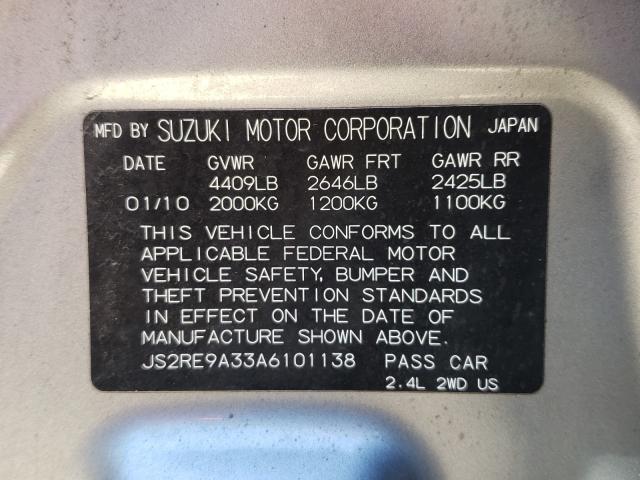 MFD BY SUZUKI MOTOR CORPORATION JAPAN
DATE GVWR GAWR FRT GAWR RR
4409LB 2646LB 2425LB
01/10 2000KG 1200KG 1100KG
THIS VEHICLE CONFORMS TO ALL
APPLICABLE FEDERAL MOTOR
VEHICLE SAFETY, BUMPER AND
THEFT PREVENTION STANDARDS
IN EFFECT ON THE DATE OF
MANUFACTURE SHOWN ABOVE.
JS2RE9A33A6101138 PASS CAR
2.4L 2WD US